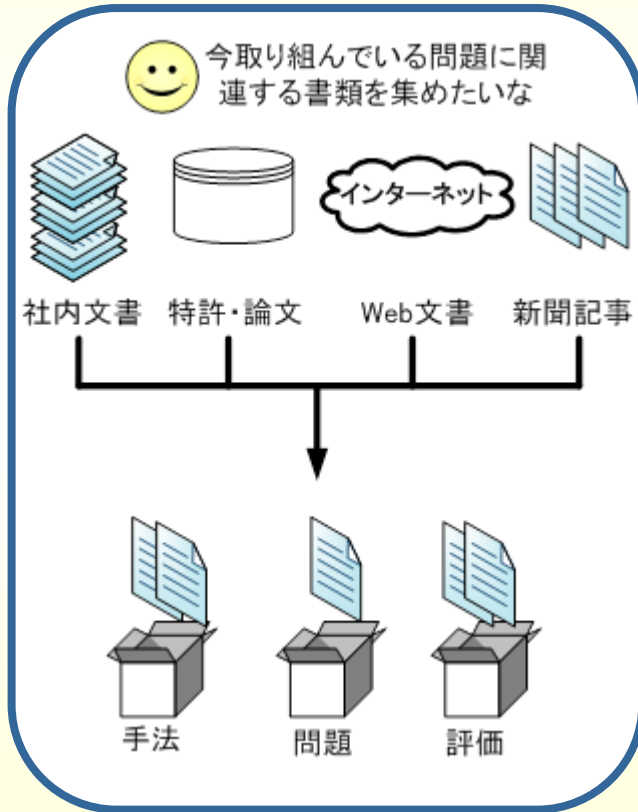 今取り組んでいる問題に関
連する書類を集めたいな
インターネット
社内文書
特許・論文
Web文書
新聞記事
手法
問題
評価